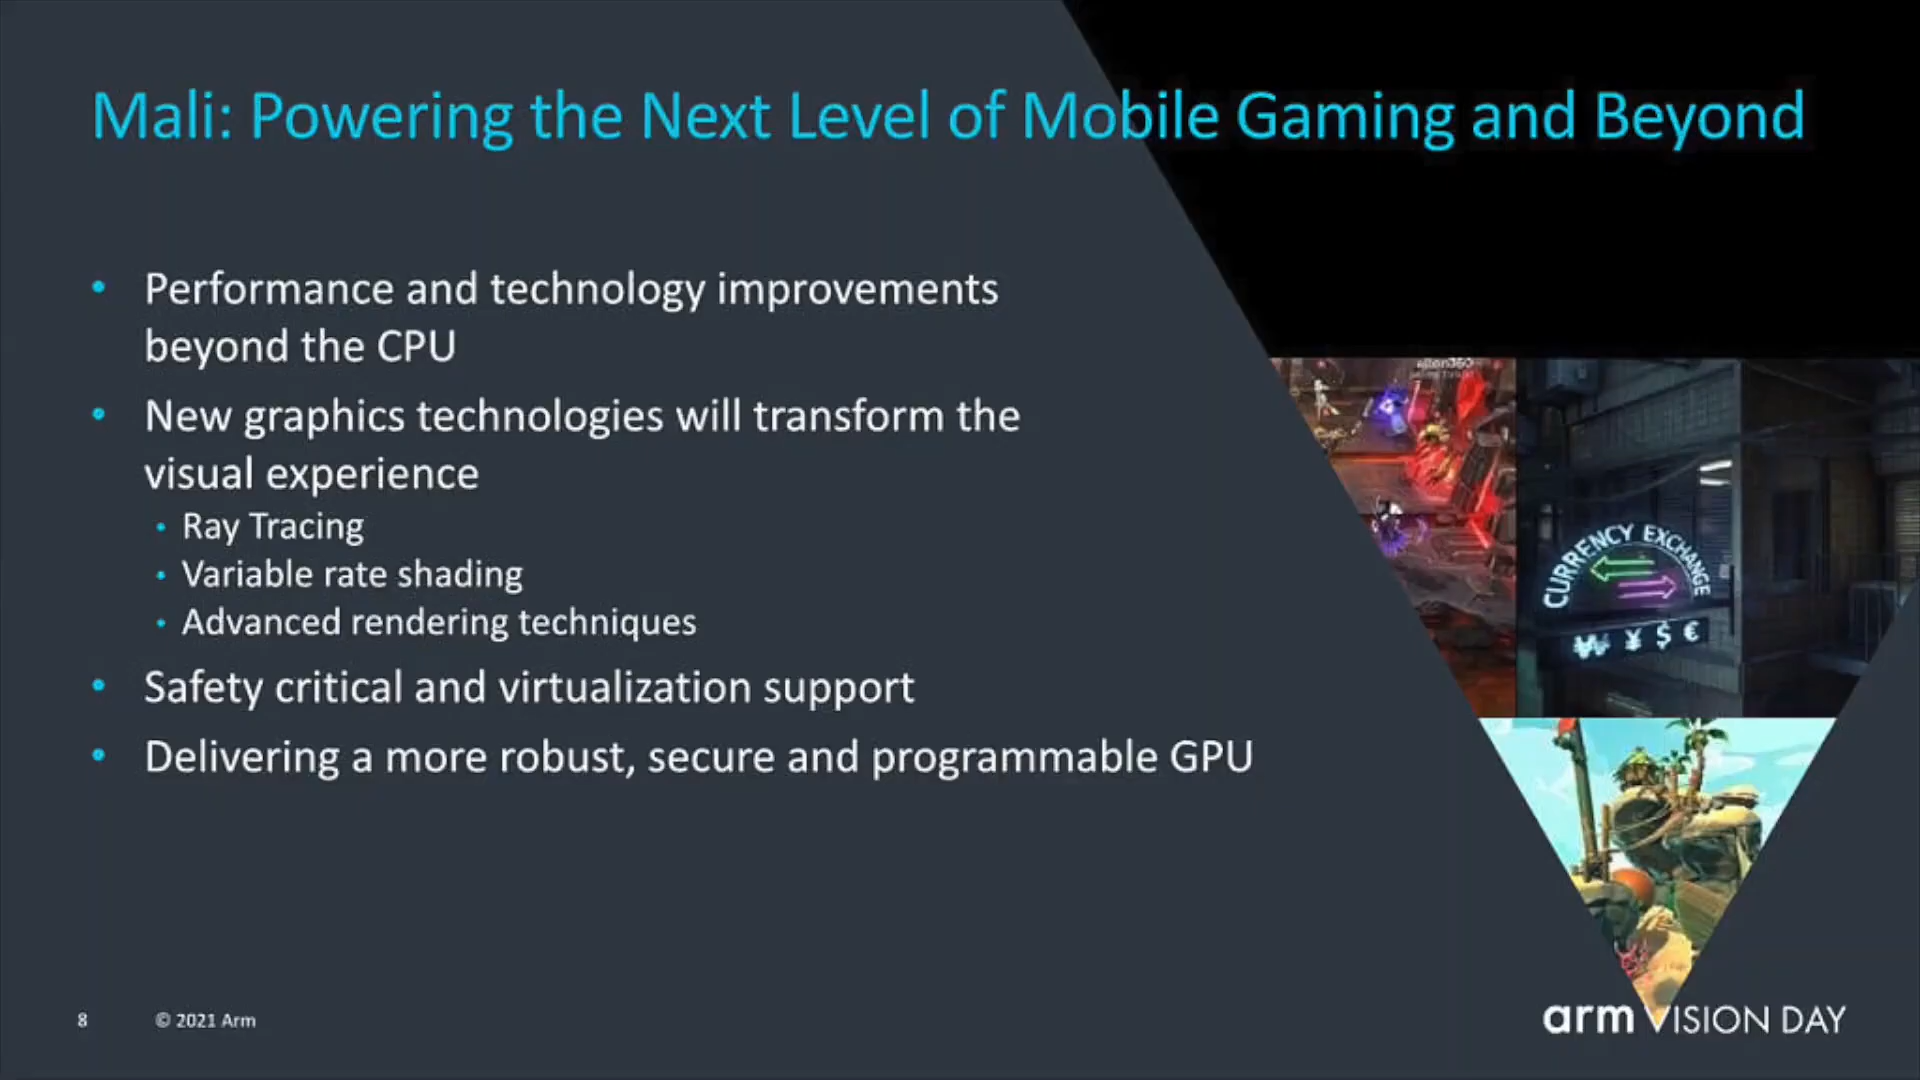 Mali: Powering the Next Level of Mobile Gaming and Beyond
• Performance and technology improvements
beyond the CPU
• New graphics technologies will transform the
visual experience
• Ray Tracing
• Variable rate shading
• Advanced rendering techniques
• Safety critical and virtualization support
• Delivering a more robust, secure and programmable GPU
CURRENCY EXCHANGE
₩ ¥ $ €
8
© 2021 Arm
arm VISION DAY